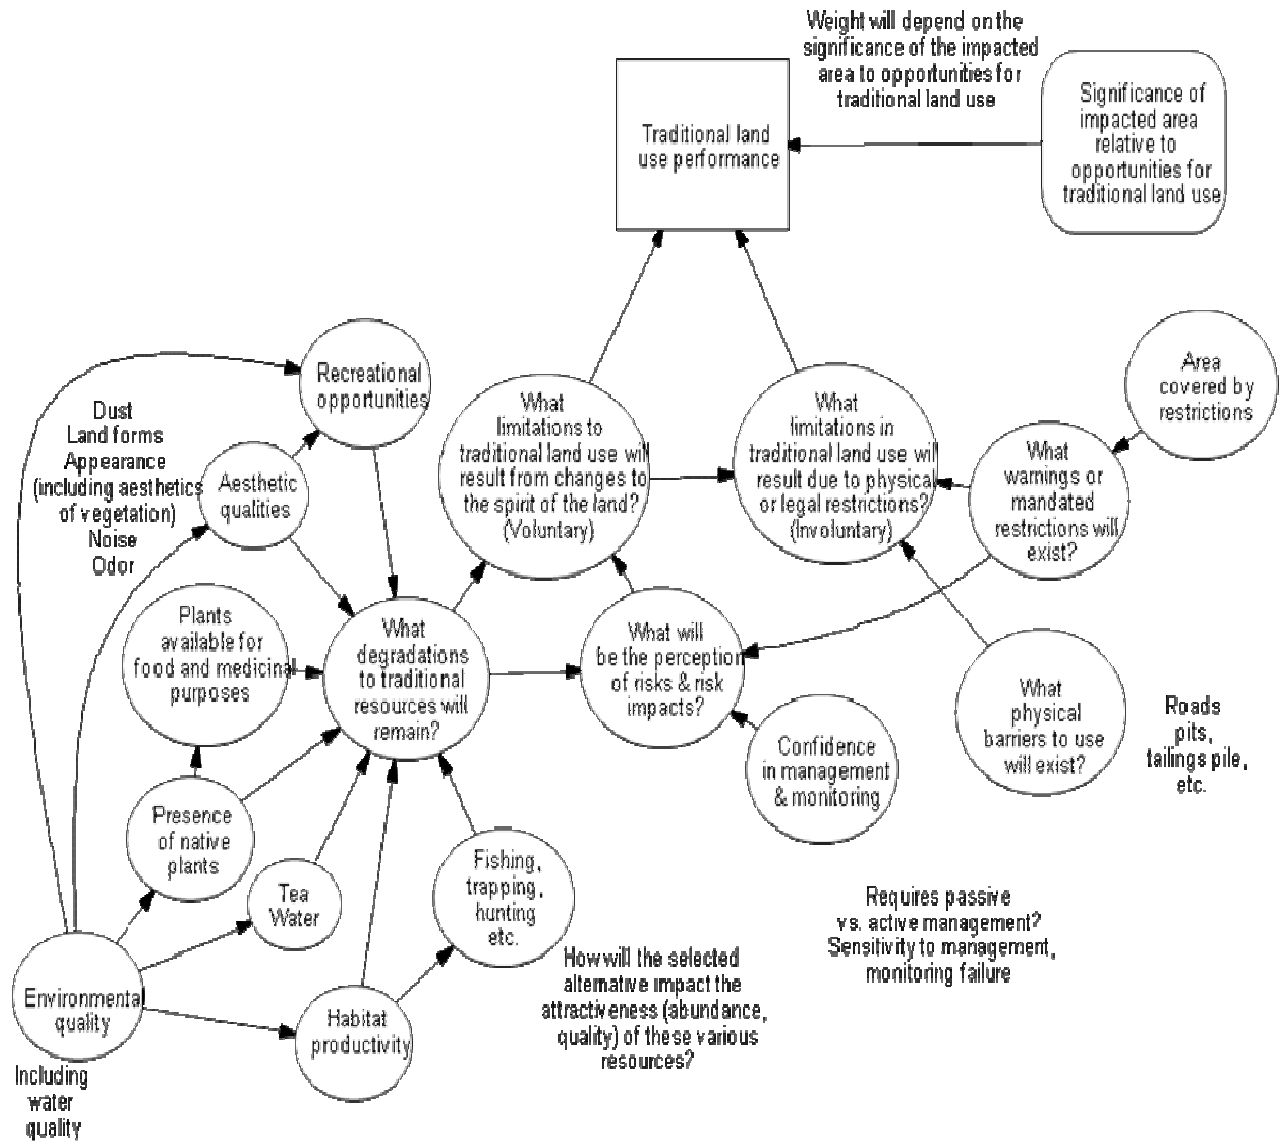 Weight will depend on the
significance of the impacted
area to opportunities for
traditional land use
Traditional land
use performance
Significance of
impacted area
relative to
opportunities for
traditional land use
Recreational
opportunities
Dust
Land forms
Appearance
(including aesthetics
of vegetation)
Noise
Odor
Aesthetic
qualities
What
limitations to
traditional land use will
result from changes to
the spirit of the land?
(Voluntary)
What
limitations in
traditional land use will
result due to physical
or legal restrictions?
(Involuntary)
Area
covered by
restrictions
What
warnings or
mandated
restrictions will
exist?
Plants
available for
food and medicinal
purposes
What
degradations
to traditional
resources will
remain?
What will
be the perception
of risks & risk
impacts?
What
physical
barriers to use
will exist?
Roads
pits,
tailings pile,
etc.
Confidence
in management
& monitoring
Presence
of native
plants
Tea
Water
Fishing,
trapping,
hunting
etc.
Requires passive
vs. active management?
Sensitivity to management,
monitoring failure
How will the selected
alternative impact the
attractiveness (abundance,
quality) of these various
resources?
Environmental
quality
Habitat
productivity
Including
water
quality